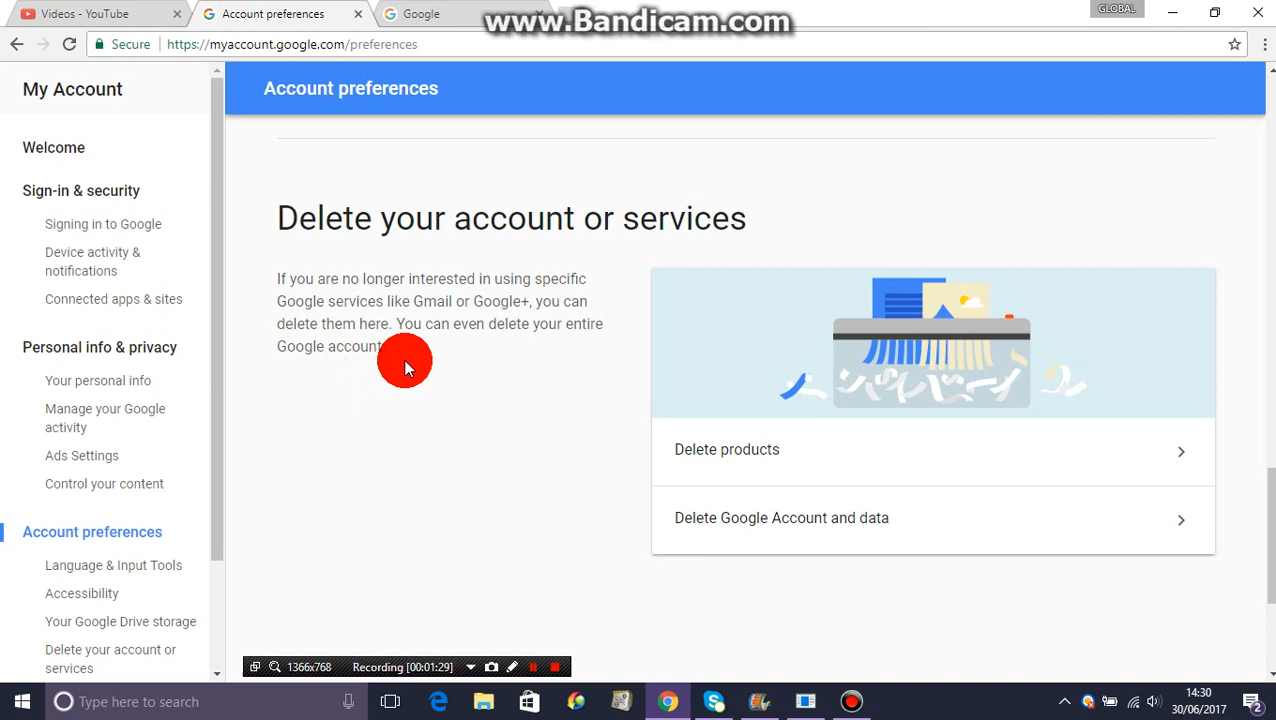 Videos - YouTube
Account preferences
Google
www.Bandicam.com
GLOBAL
Secure
https://myaccount.google.com/preferences
My Account
Account preferences
Welcome
Sign-in & security
Signing in to Google
Device activity &
notifications
Connected apps & sites
Personal info & privacy
Your personal info
Manage your Google
activity
Ads Settings
Control your content
Account preferences
Language & Input Tools
Accessibility
Your Google Drive storage
Delete your account or
services
Delete your account or services
If you are no longer interested in using specific
Google services like Gmail or Google+, you can
delete them here. You can even delete your entire
Google account.
Delete products
Delete Google Account and data
1366x768
Recording [00:01:29]
Type here to search
14:30
30/06/2017
2